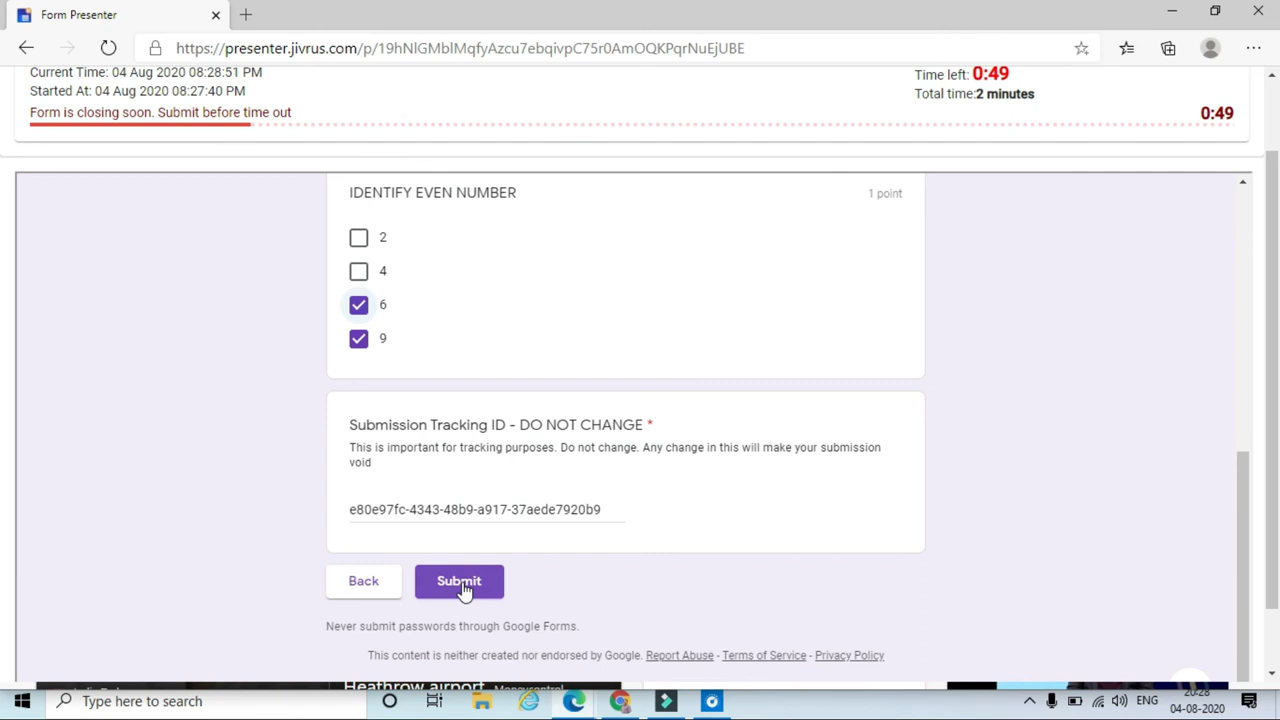 Form Presenter
https://presenter.jivrus.com/p/19hNlGMblMqfyAzcu7ebqivpC75r0AmOQKPqrNuEjUBE
Current Time: 04 Aug 2020 08:28:51 PM
Time left: 0:49
Started At: 04 Aug 2020 08:27:40 PM
Total time:2 minutes
Form is closing soon. Submit before time out
0:49
IDENTIFY EVEN NUMBER
1 point
2
4
6
9
Submission Tracking ID - DO NOT CHANGE *
This is important for tracking purposes. Do not change. Any change in this will make your submission
void
e80e97fc-4343-48b9-a917-37aede7920b9
Back
Submit
Never submit passwords through Google Forms.
This content is neither created nor endorsed by Google. Report Abuse - Terms of Service - Privacy Policy
Heathrow airport
Moneycontrol
Type here to search
ENG
20:28
04-08-2020